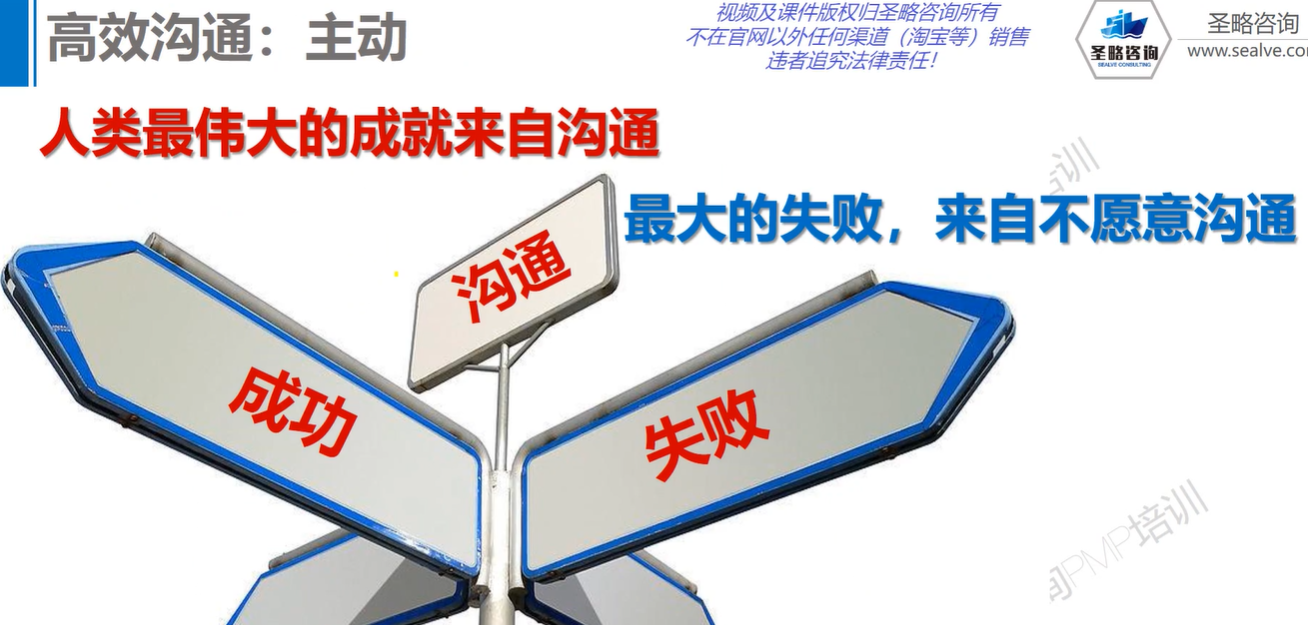 高效沟通：主动
视频及课件版权归圣略咨询所有
不在官网以外任何渠道（淘宝等）销售
违者追究法律责任！
圣略咨询
SEALVE CONSULTING
圣略咨询
www.sealve.co
人类最伟大的成就来自沟通
最大的失败，来自不愿意沟通
沟通
成功
失败
培训
PMP培训